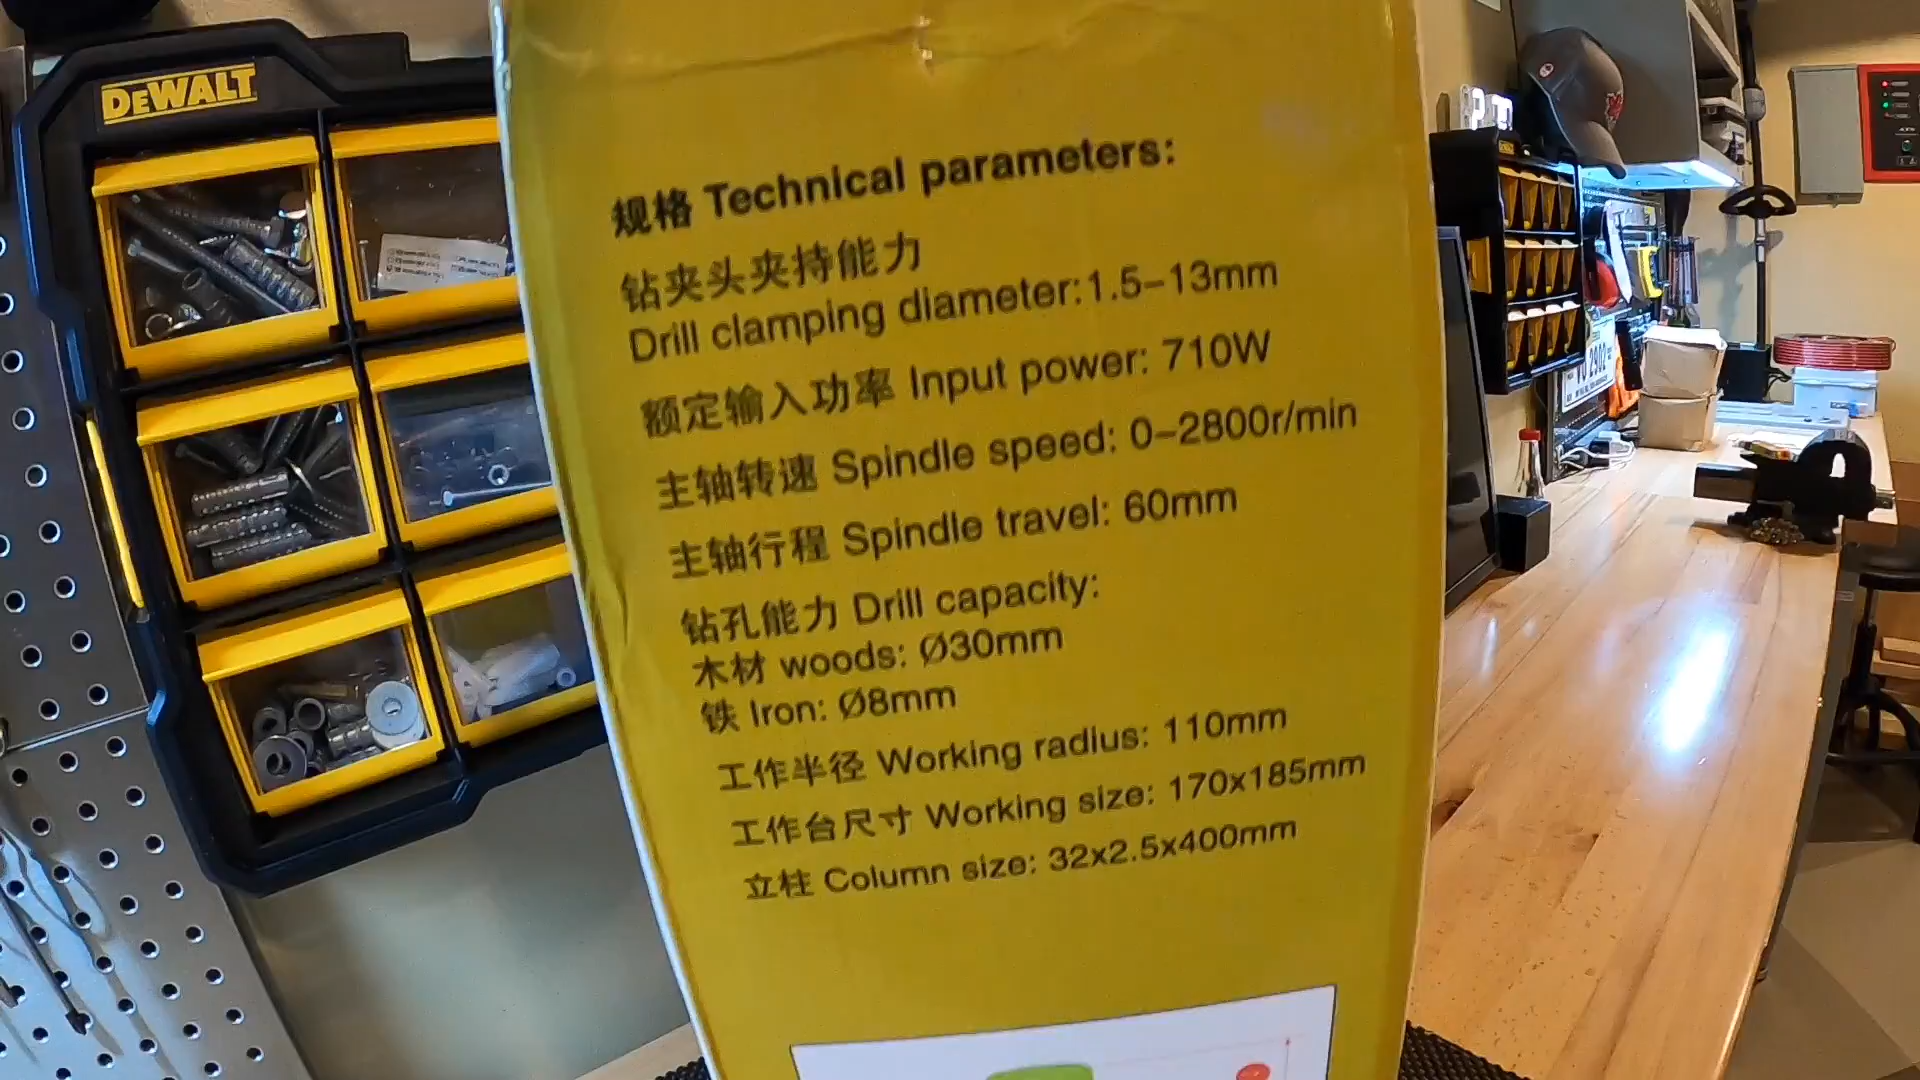 DEWALT
规格 Technical parameters:
钻夹头夹持能力
Drill clamping diameter:1.5–13mm
额定输入功率 Input power: 710W
主轴转速 Spindle speed: 0–2800r/min
主轴行程 Spindle travel: 60mm
钻孔能力 Drill capacity:
木材 woods: Ø30mm
铁 Iron: Ø8mm
工作半径 Working radius: 110mm
工作台尺寸 Working size: 170x185mm
立柱 Column size: 32x2.5x400mm